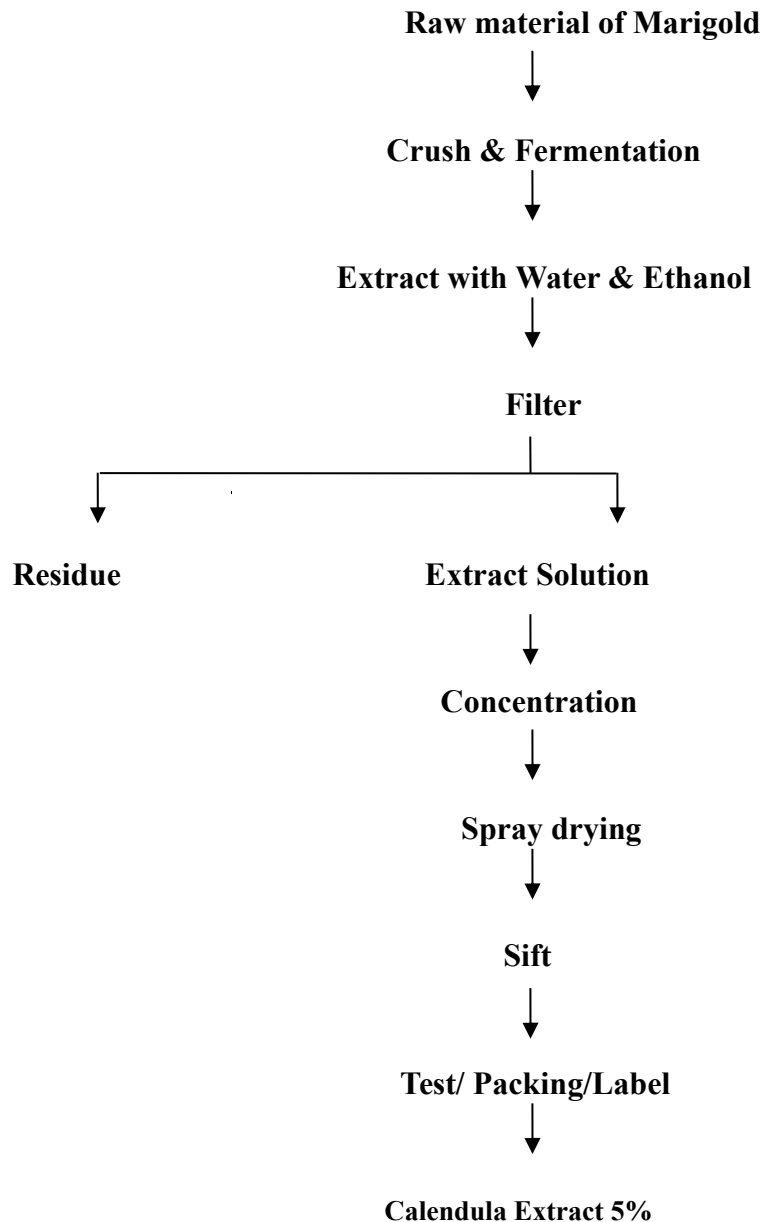 Raw material of Marigold
Crush & Fermentation
Extract with Water & Ethanol
Filter
Residue
Extract Solution
Concentration
Spray drying
Sift
Test/ Packing/Label
Calendula Extract 5%